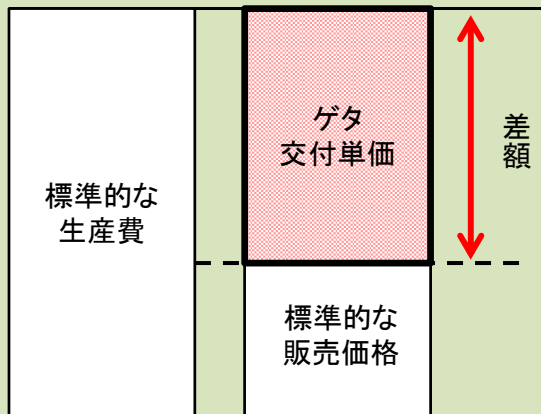 標準的な
生産費
ゲタ
交付単価
標準的な
販売価格
差額